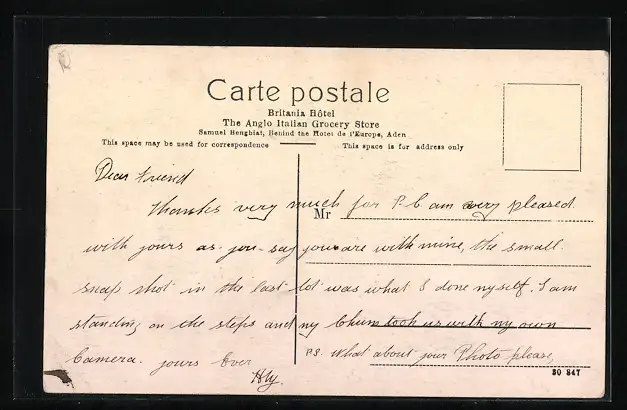 Carte postale
Britania Hôtel
The Anglo Italian Grocery Store
Samuel Benghiat, Benind the Hotel de l'Europe, Aden
This space may be used for correspondence This space is for address only
Dear Friend
Thanks very much for P.C am very pleased
Mr
with yours as you say you are with mine, the small
snap shot in the last lot was what I done myself. I am
standing on the steps and my Chum took us with my own
Camera. yours Ever
P.S. What about your Photo please,
Hy.
30 847